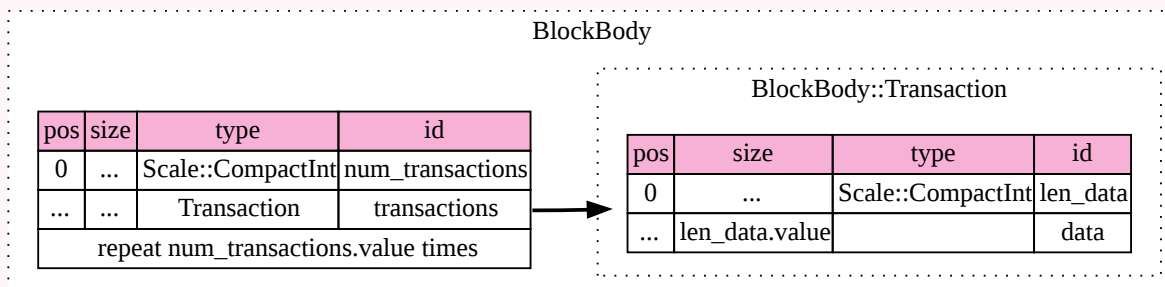 BlockBody
BlockBody::Transaction
pos size type id
0 ... Scale::CompactInt num_transactions
... ... Transaction transactions
repeat num_transactions.value times
pos size type id
0 ... Scale::CompactInt len_data
... len_data.value data